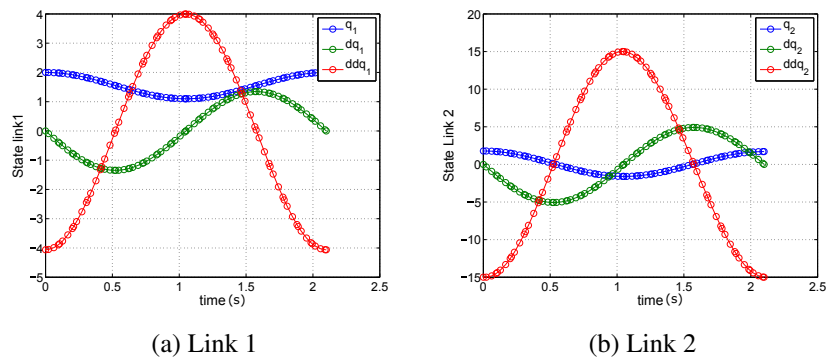 4
3
2
1
0
−1
−2
−3
−4
−5
State link1
0
0.5
1
1.5
2
2.5
time (s)
q1
dq1
ddq1
(a) Link 1
20
15
10
5
0
−5
−10
−15
State Link 2
0
0.5
1
1.5
2
2.5
time (s)
q2
dq2
ddq2
(b) Link 2